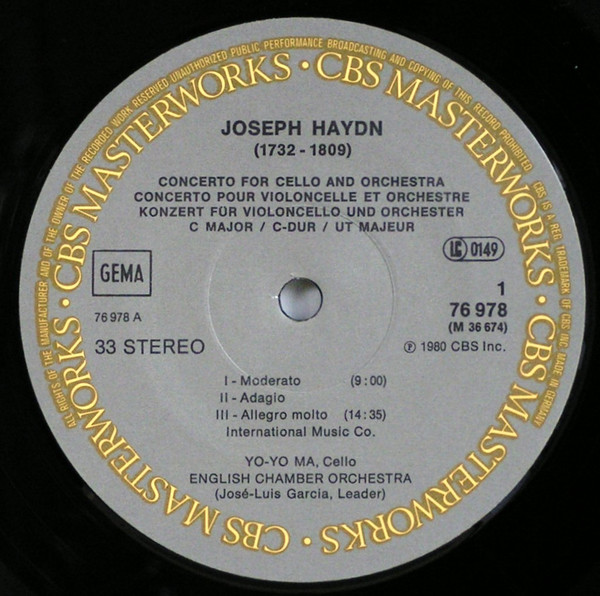 ALL RIGHTS OF THE MANUFACTURER AND OF THE OWNER OF THE RECORDED WORK RESERVED UNAUTHORIZED PUBLIC PERFORMANCE BROADCASTING AND COPYING OF THIS RECORD PROHIBITED
CBS IS A REG. TRADEMARK OF CBS INC. MADE IN GERMANY
CBS MASTERWORKS • CBS MASTERWORKS • CBS MASTERWORKS • CBS MASTERWORKS • CBS MASTERWORKS •
JOSEPH HAYDN
(1732 - 1809)
CONCERTO FOR CELLO AND ORCHESTRA
CONCERTO POUR VIOLONCELLE ET ORCHESTRE
KONZERT FÜR VIOLONCELLO UND ORCHESTER
C MAJOR / C-DUR / UT MAJEUR
GEMA
LC 0149
76 978 A
1
76 978
(M 36 674)
33 STEREO
℗ 1980 CBS Inc.
I - Moderato (9:00)
II - Adagio
III - Allegro molto (14:35)
International Music Co.
YO-YO MA, Cello
ENGLISH CHAMBER ORCHESTRA
(José-Luis Garcia, Leader)